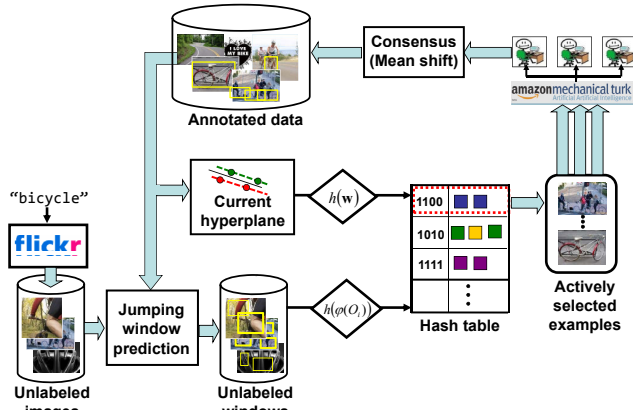 I LOVE
MY BIKE
Annotated data
Consensus
(Mean shift)
amazonmechanical turk
Artificial Artificial Intelligence
"bicycle"
flickr
Unlabeled
images
Jumping
window
prediction
Unlabeled
windows
Current
hyperplane
h(w)
h(φ(Oᵢ))
1100
1010
1111
Hash table
Actively
selected
examples